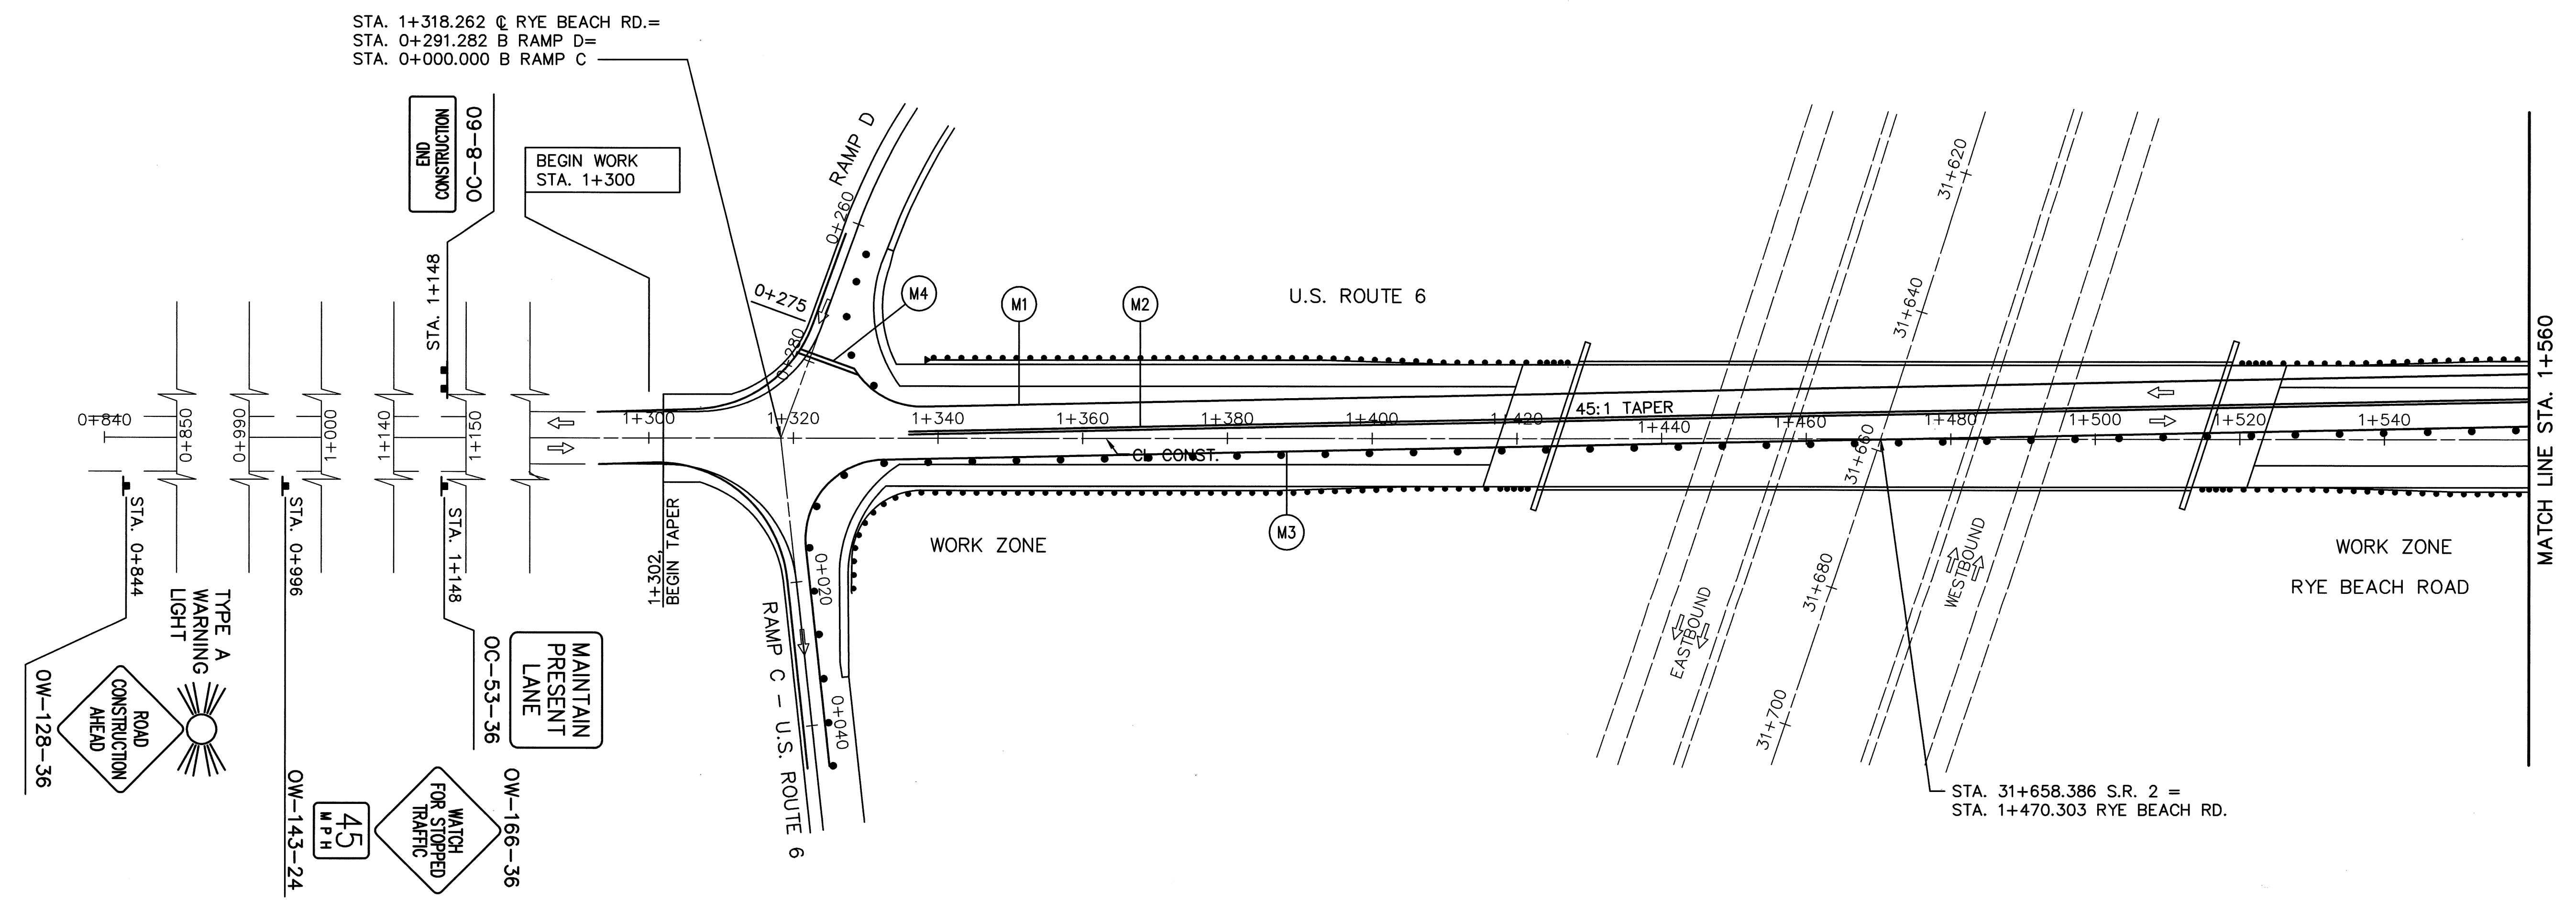 STA. 1+318.262 ℄ RYE BEACH RD.=
STA. 0+291.282 B RAMP D=
STA. 0+000.000 B RAMP C
END
CONSTRUCTION
OC-8-60
STA. 1+148
BEGIN WORK
STA. 1+300
RAMP D
0+260
0+275
0+280
M4
M1
M2
U.S. ROUTE 6
31+620
31+640
31+660
31+680
31+700
MATCH LINE STA. 1+560
0+840
0+850
0+990
1+000
1+140
1+150
1+300
1+320
1+340
1+360
1+380
1+400
1+420
45:1 TAPER
1+440
1+460
1+480
1+500
1+520
1+540
CL CONST.
M3
WORK ZONE
1+302,
BEGIN TAPER
0+020
0+040
RAMP C - U.S. ROUTE 6
EASTBOUND
WESTBOUND
WORK ZONE
RYE BEACH ROAD
STA. 0+844
STA. 0+996
STA. 1+148
TYPE A
WARNING
LIGHT
ROAD
CONSTRUCTION
AHEAD
OW-128-36
OW-143-24
45
MPH
WATCH
FOR STOPPED
TRAFFIC
OW-166-36
MAINTAIN
PRESENT
LANE
OC-53-36
STA. 31+658.386 S.R. 2 =
STA. 1+470.303 RYE BEACH RD.